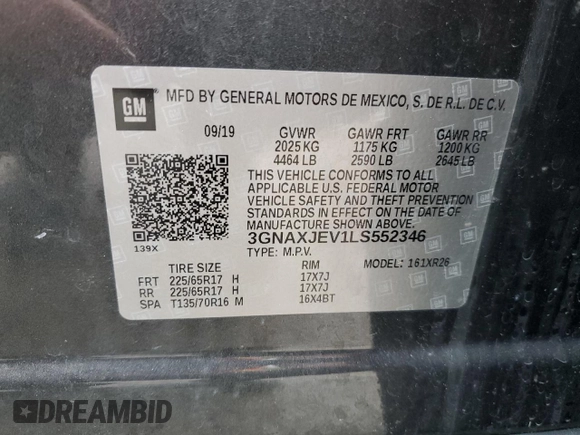 GM
MFD BY GENERAL MOTORS DE MEXICO, S. DE R.L. DE C.V.
09/19 GVWR GAWR FRT GAWR RR
2025 KG 1175 KG 1200 KG
4464 LB 2590 LB 2645 LB
THIS VEHICLE CONFORMS TO ALL
APPLICABLE U.S. FEDERAL MOTOR
VEHICLE SAFETY AND THEFT PREVENTION
STANDARDS IN EFFECT ON THE DATE OF
MANUFACTURE
3GNAXJEV1LS552346
139X
TYPE: M.P.V. MODEL: 161XR26
TIRE SIZE RIM
FRT 225/65R17 H 17X7J
RR 225/65R17 H 17X7J
SPA T135/70R16 M 16X4BT
DREAMBID